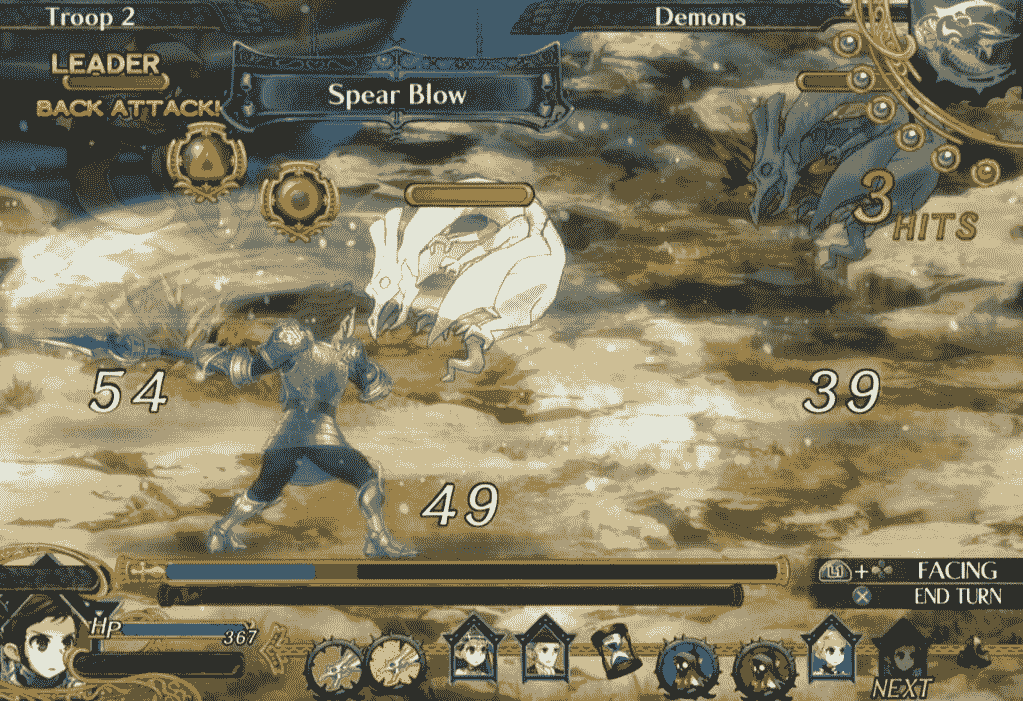 Troop 2
Demons
LEADER
BACK ATTACK!
Spear Blow
3 HITS
54
39
49
L1 + FACING
END TURN
HP 367
NEXT